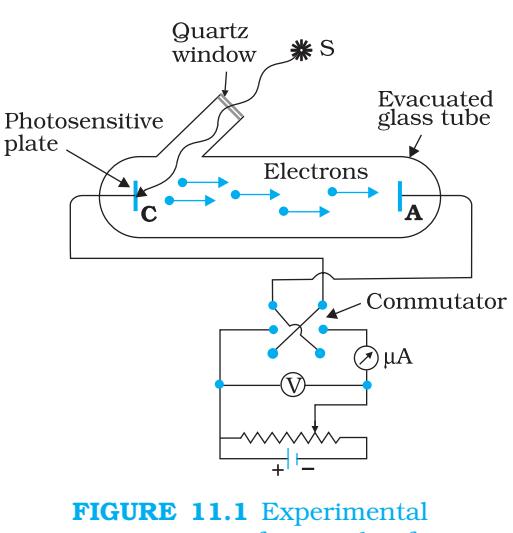 Quartz
window
S
Evacuated
glass tube
Photosensitive
plate
Electrons
C
A
Commutator
μA
V
+ −
FIGURE 11.1 Experimental